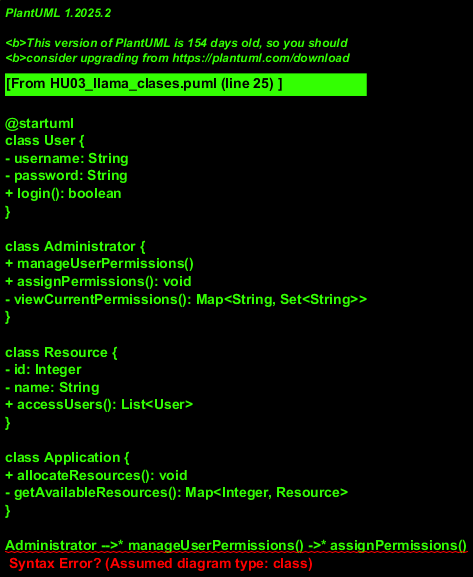 PlantUML 1.2025.2
<b>This version of PlantUML is 154 days old, so you should
<b>consider upgrading from https://plantuml.com/download
[From HU03_llama_clases.puml (line 25) ]
@startuml
class User {
- username: String
- password: String
+ login(): boolean
}
class Administrator {
+ manageUserPermissions()
+ assignPermissions(): void
- viewCurrentPermissions(): Map<String, Set<String>>
}
class Resource {
- id: Integer
- name: String
+ accessUsers(): List<User>
}
class Application {
+ allocateResources(): void
- getAvailableResources(): Map<Integer, Resource>
}
Administrator -->* manageUserPermissions() ->* assignPermissions()
Syntax Error? (Assumed diagram type: class)